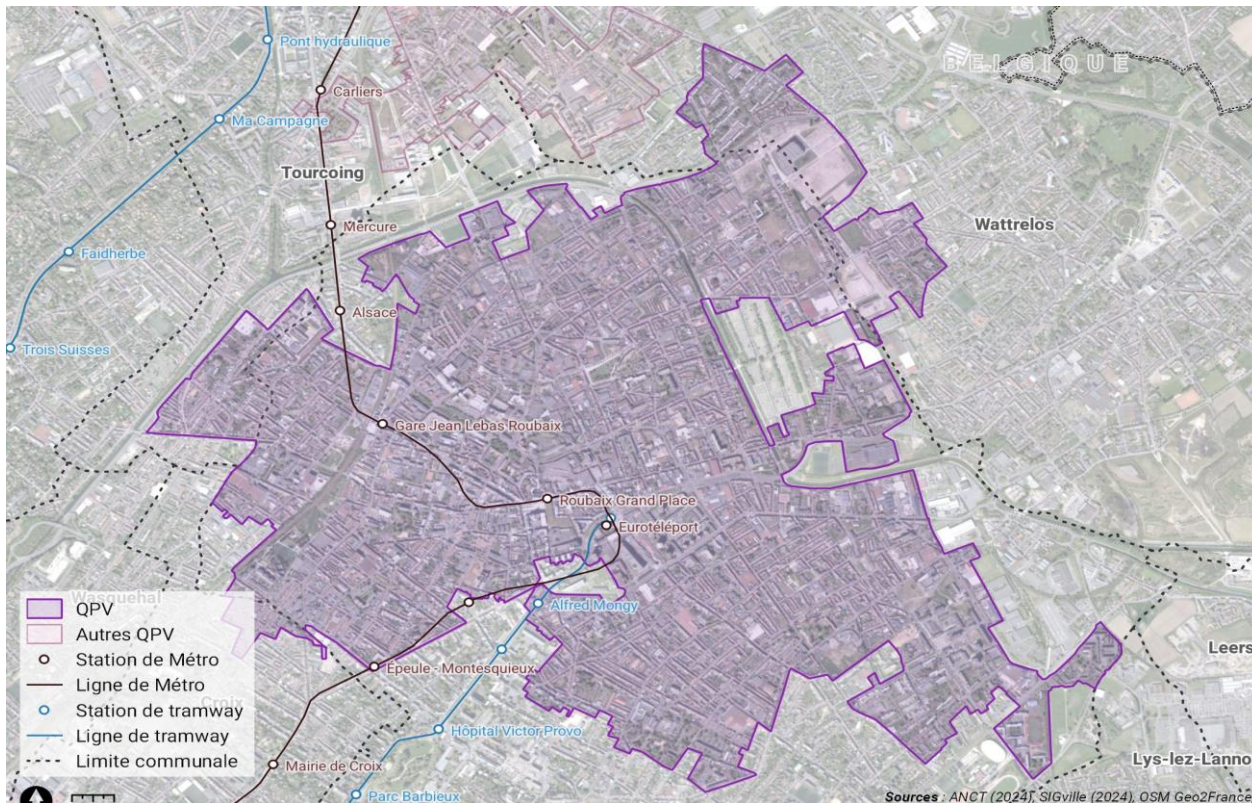 Pont hydraulique
BELGIQUE
Carliers
Ma Campagne
Tourcoing
Mercure
Wattrelos
Faidherbe
Alsace
Trois Suisses
Gare Jean Lebas Roubaix
Roubaix Grand Place
Eurotéléport
Wasquehal
Alfred Mongy
QPV
Autres QPV
Station de Métro
Ligne de Métro
Station de tramway
Ligne de tramway
Limite communale
Épeule - Montesquieux
Leers
Croix
Hôpital Victor Provo
Mairie de Croix
Lys-lez-Lanno
Parc Barbieux
Sources : ANCT (2024), SIGville (2024), OSM Geo2France